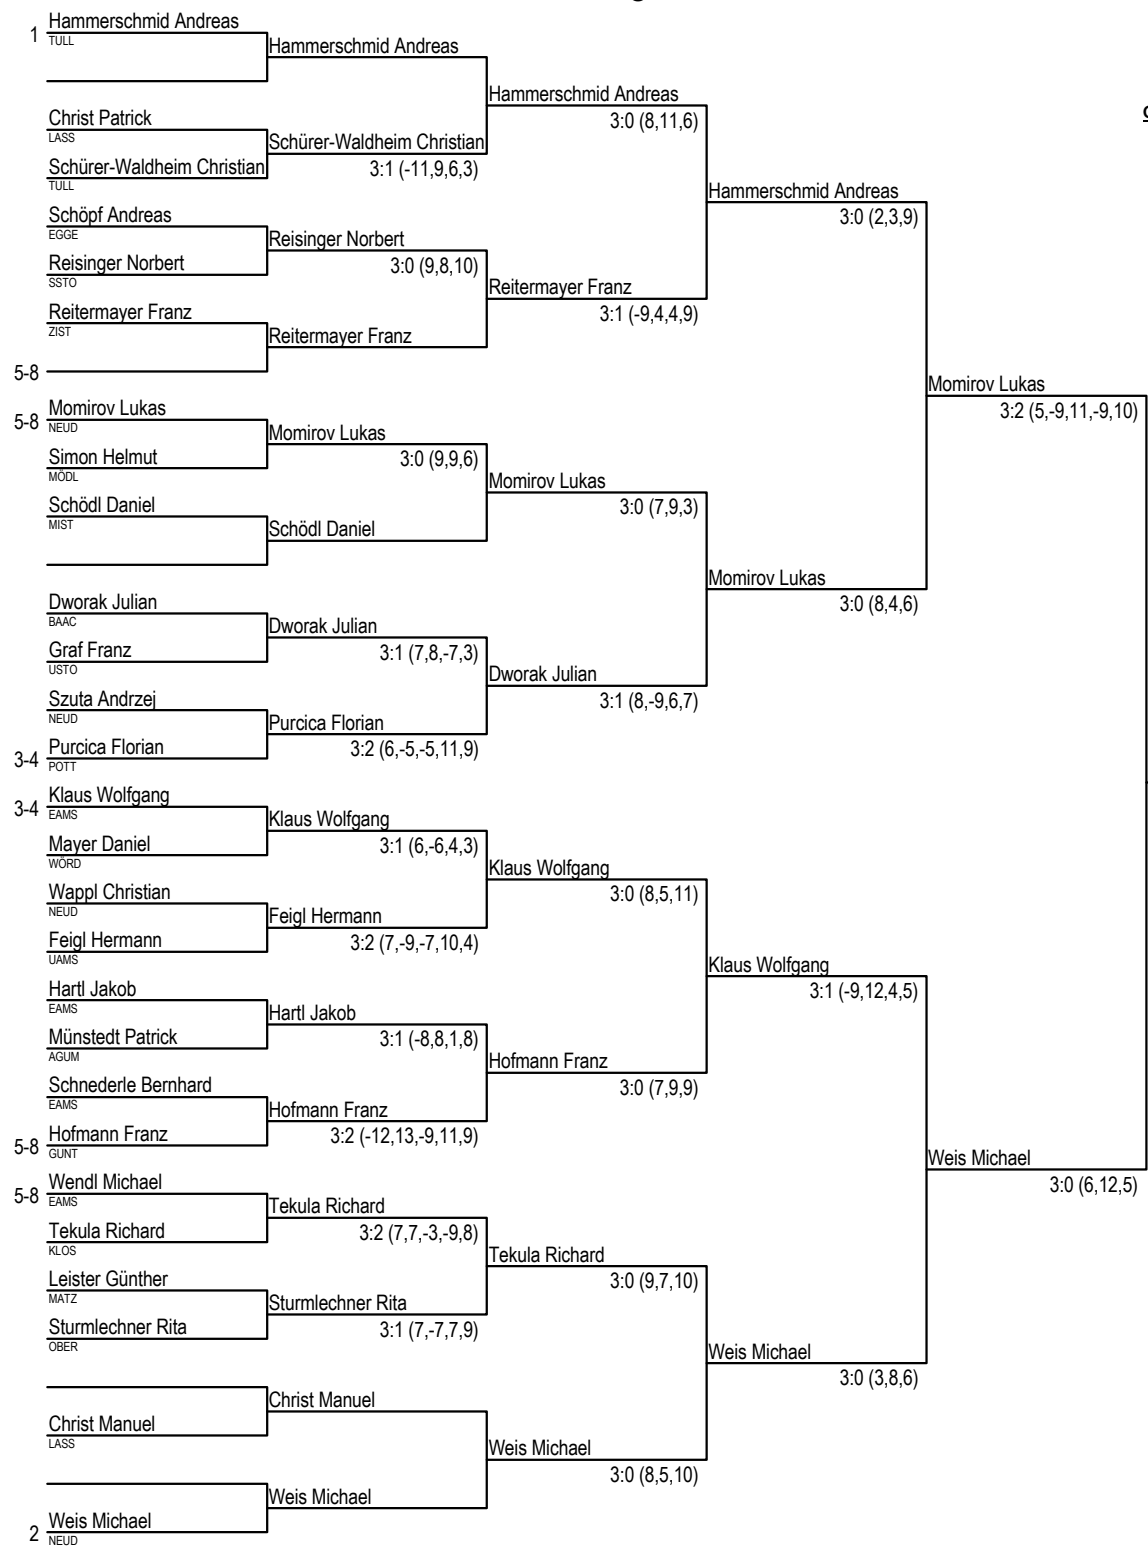 Hammerschmid Andreas
1
TULL
Hammerschmid Andreas
Hammerschmid Andreas
Christ Patrick
3:0 (8,11,6)
LASS
Schürer-Waldheim Christian
Schürer-Waldheim Christian
3:1 (-11,9,6,3)
TULL
Hammerschmid Andreas
Schöpf Andreas
3:0 (2,3,9)
EGGE
Reisinger Norbert
Reisinger Norbert
3:0 (9,8,10)
SSTO
Reitermayer Franz
Reitermayer Franz
3:1 (-9,4,4,9)
ZIST
Reitermayer Franz
5-8
Momirov Lukas
Momirov Lukas
3:2 (5,-9,11,-9,10)
5-8
NEUD
Momirov Lukas
Simon Helmut
3:0 (9,9,6)
MÖDL
Momirov Lukas
Schödl Daniel
3:0 (7,9,3)
MIST
Schödl Daniel
Momirov Lukas
Dworak Julian
3:0 (8,4,6)
BAAC
Dworak Julian
Graf Franz
3:1 (7,8,-7,3)
USTO
Dworak Julian
Szuta Andrzej
3:1 (8,-9,6,7)
NEUD
Purcica Florian
Purcica Florian
3:2 (6,-5,-5,11,9)
3-4
POTT
Klaus Wolfgang
3-4
EAMS
Klaus Wolfgang
Mayer Daniel
3:1 (6,-6,4,3)
WÖRD
Klaus Wolfgang
Wappl Christian
3:0 (8,5,11)
NEUD
Feigl Hermann
Feigl Hermann
3:2 (7,-9,-7,10,4)
UAMS
Klaus Wolfgang
Hartl Jakob
3:1 (-9,12,4,5)
EAMS
Hartl Jakob
Münstedt Patrick
3:1 (-8,8,1,8)
AGUM
Hofmann Franz
Schnederle Bernhard
3:0 (7,9,9)
EAMS
Hofmann Franz
Hofmann Franz
3:2 (-12,13,-9,11,9)
5-8
GUNT
Weis Michael
Wendl Michael
3:0 (6,12,5)
5-8
EAMS
Tekula Richard
Tekula Richard
3:2 (7,7,-3,-9,8)
KLOS
Tekula Richard
Leister Günther
3:0 (9,7,10)
MATZ
Sturmlechner Rita
Sturmlechner Rita
3:1 (7,-7,7,9)
OBER
Weis Michael
3:0 (3,8,6)
Christ Manuel
Christ Manuel
LASS
Weis Michael
3:0 (8,5,10)
Weis Michael
Weis Michael
2
NEUD